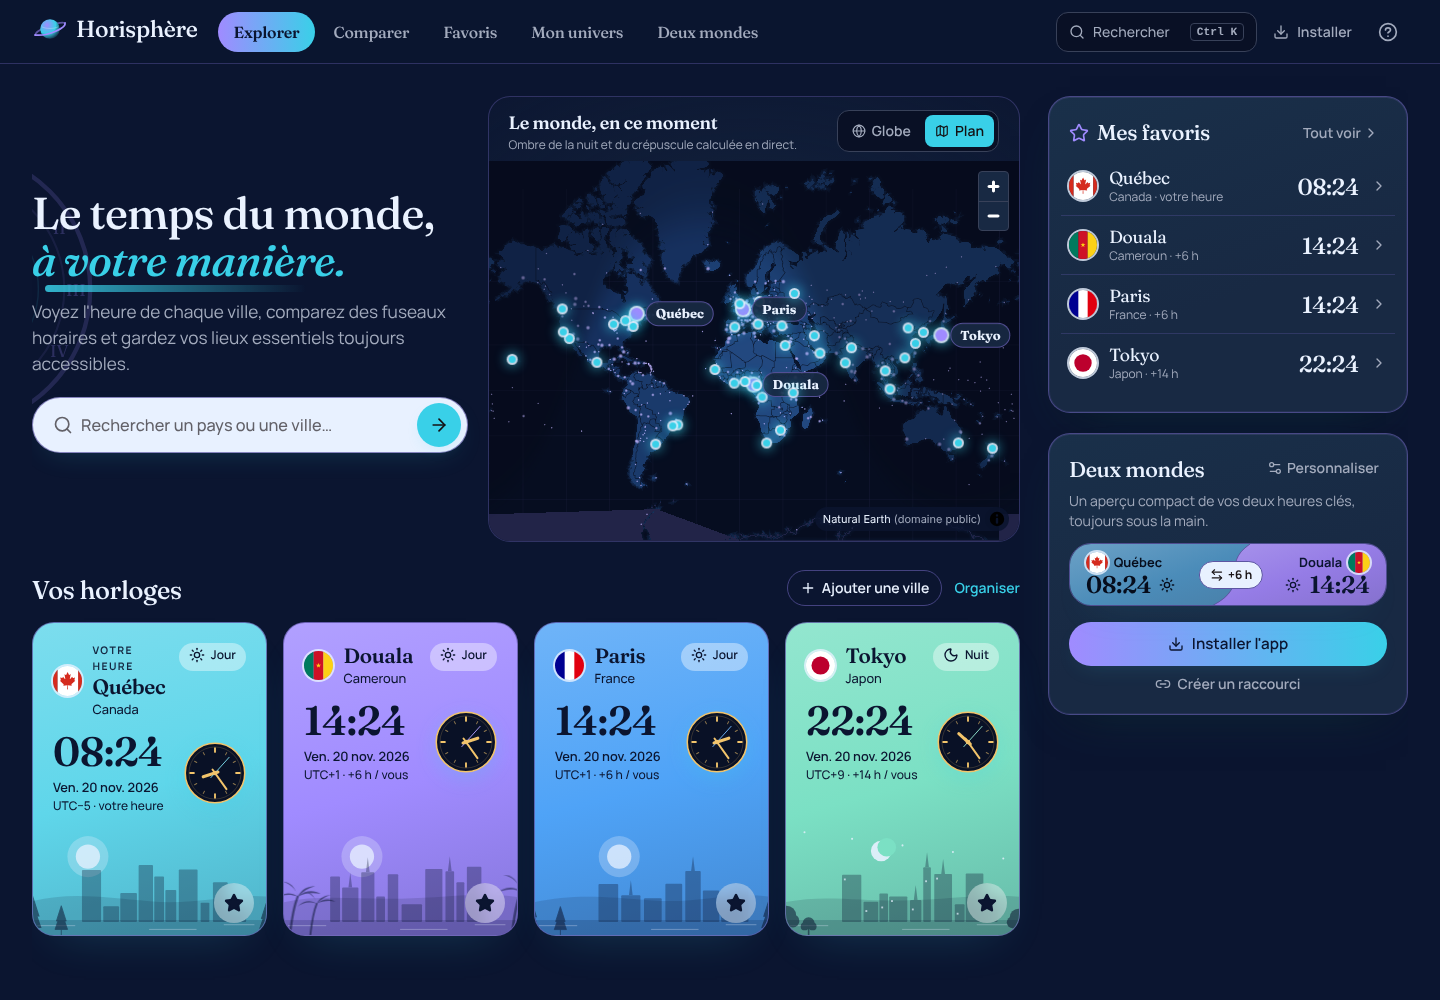 Horisphère
Explorer
Comparer
Favoris
Mon univers
Deux mondes
Rechercher
Ctrl K
Installer
Le temps du monde,
à votre manière.
Voyez l'heure de chaque ville, comparez des fuseaux
horaires et gardez vos lieux essentiels toujours
accessibles.
Rechercher un pays ou une ville…
Le monde, en ce moment
Ombre de la nuit et du crépuscule calculée en direct.
Globe
Plan
Québec
Paris
Tokyo
Douala
Natural Earth (domaine public)
Mes favoris
Tout voir
Québec
Canada · votre heure
08:24
Douala
Cameroun · +6 h
14:24
Paris
France · +6 h
14:24
Tokyo
Japon · +14 h
22:24
Deux mondes
Personnaliser
Un aperçu compact de vos deux heures clés,
toujours sous la main.
Québec
08:24
+6 h
Douala
14:24
Installer l'app
Créer un raccourci
Vos horloges
Ajouter une ville
Organiser
VOTRE
HEURE
Québec
Canada
Jour
08:24
Ven. 20 nov. 2026
UTC−5 · votre heure
Douala
Cameroun
Jour
14:24
Ven. 20 nov. 2026
UTC+1 · +6 h / vous
Paris
France
Jour
14:24
Ven. 20 nov. 2026
UTC+1 · +6 h / vous
Tokyo
Japon
Nuit
22:24
Ven. 20 nov. 2026
UTC+9 · +14 h / vous